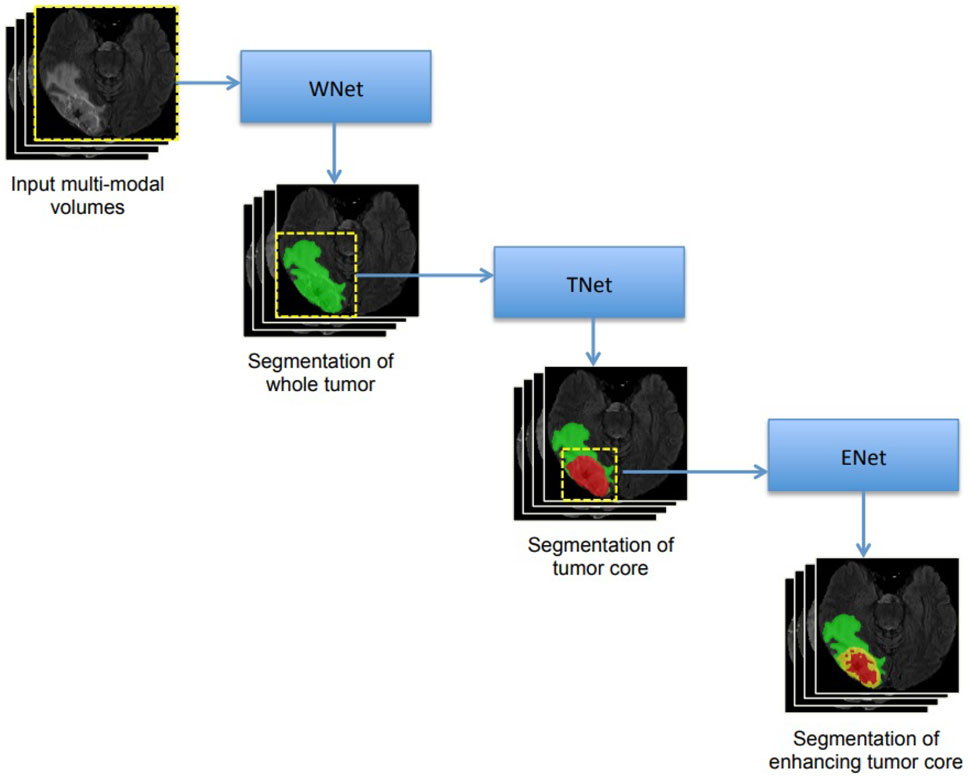 WNet
Input multi-modal
volumes
TNet
Segmentation of
whole tumor
ENet
Segmentation of
tumor core
Segmentation of
enhancing tumor core